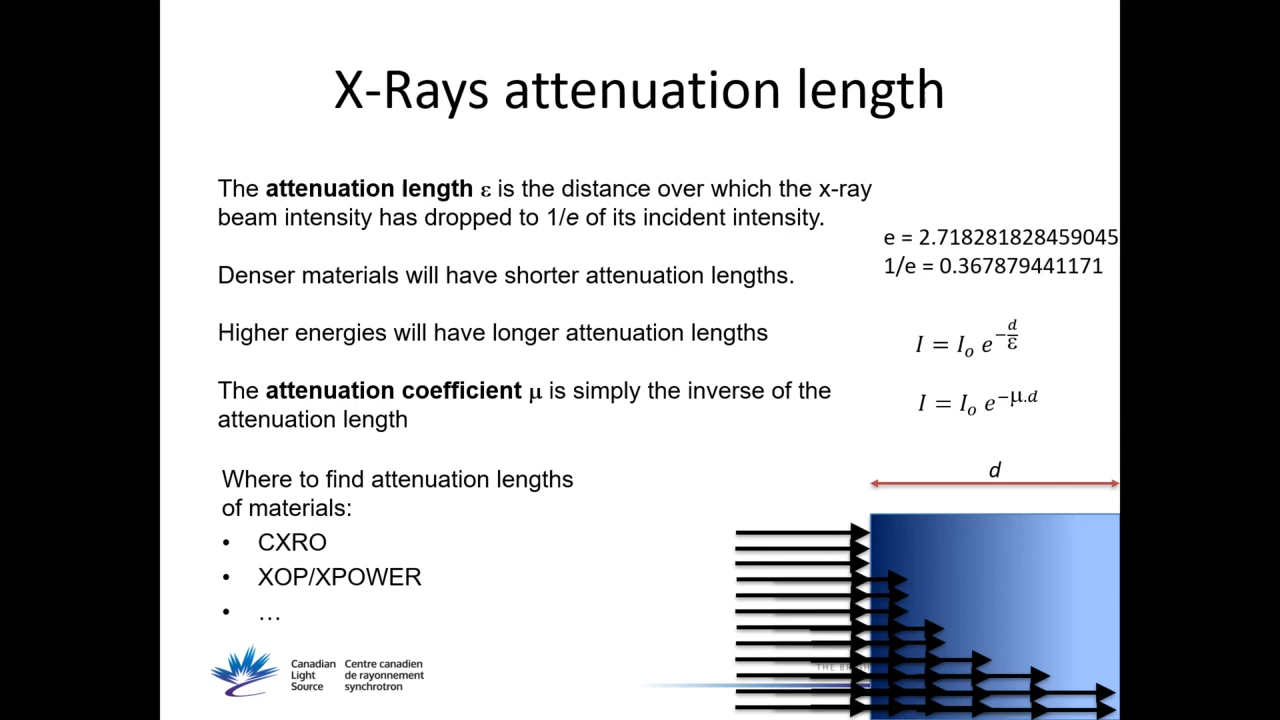 X-Rays attenuation length
The attenuation length ε is the distance over which the x-ray
beam intensity has dropped to 1/e of its incident intensity.
e = 2.718281828459045
1/e = 0.367879441171
Denser materials will have shorter attenuation lengths.
Higher energies will have longer attenuation lengths
I = I₀ e^(-d/ε)
The attenuation coefficient μ is simply the inverse of the
attenuation length
I = I₀ e^(-μ.d)
d
Where to find attenuation lengths
of materials:
• CXRO
• XOP/XPOWER
• …
Canadian
Light
Source
Centre canadien
de rayonnement
synchrotron
THE